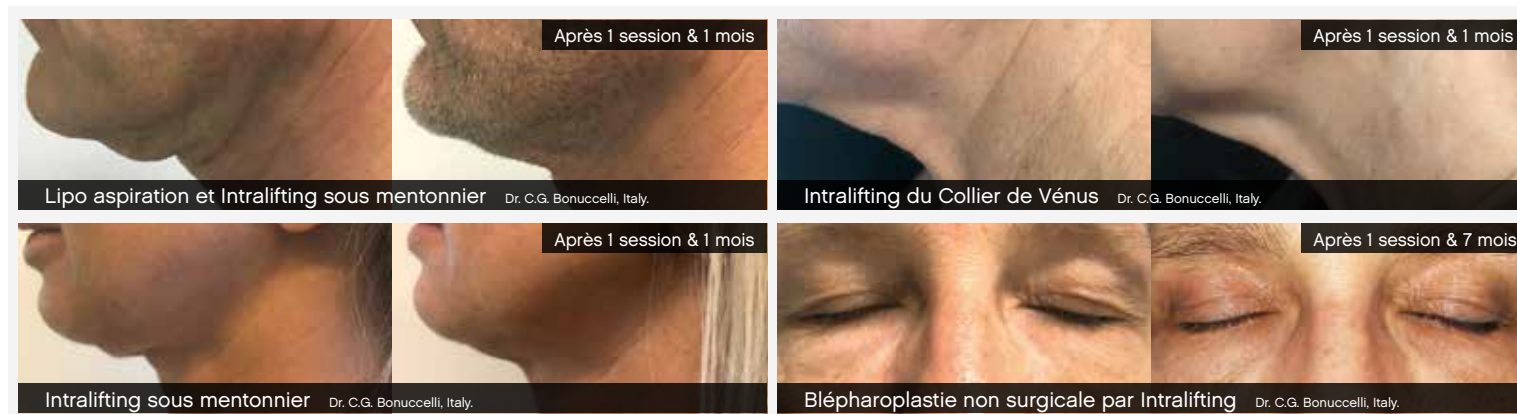 Après 1 session & 1 mois
Lipo aspiration et Intralifting sous mentonnier Dr. C.G. Bonuccelli, Italy.
Après 1 session & 1 mois
Intralifting du Collier de Vénus Dr. C.G. Bonuccelli, Italy.
Après 1 session & 1 mois
Intralifting sous mentonnier Dr. C.G. Bonuccelli, Italy.
Après 1 session & 7 mois
Blépharoplastie non surgicale par Intralifting Dr. C.G. Bonuccelli, Italy.